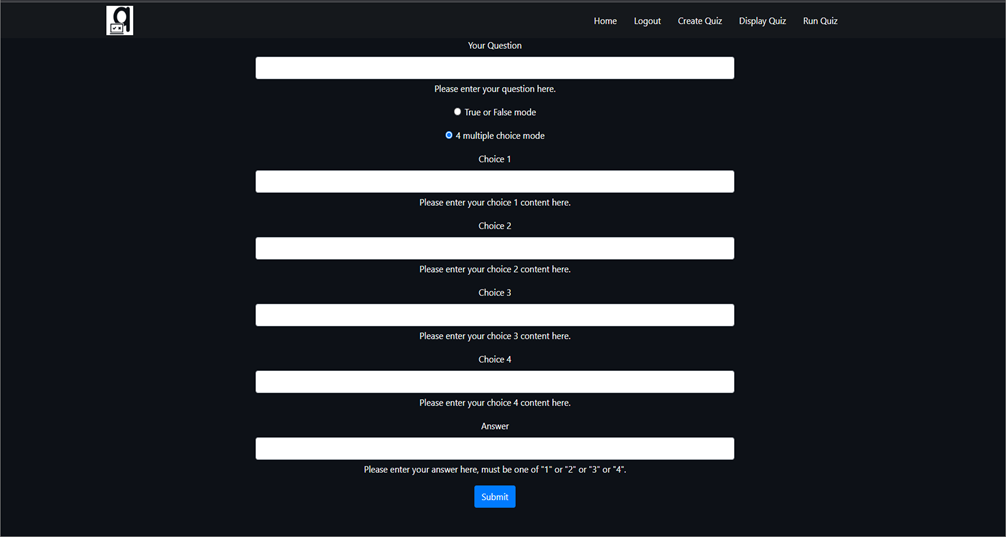 q
Home Logout Create Quiz Display Quiz Run Quiz
Your Question
Please enter your question here.
True or False mode
4 multiple choice mode
Choice 1
Please enter your choice 1 content here.
Choice 2
Please enter your choice 2 content here.
Choice 3
Please enter your choice 3 content here.
Choice 4
Please enter your choice 4 content here.
Answer
Please enter your answer here, must be one of "1" or "2" or "3" or "4".
Submit